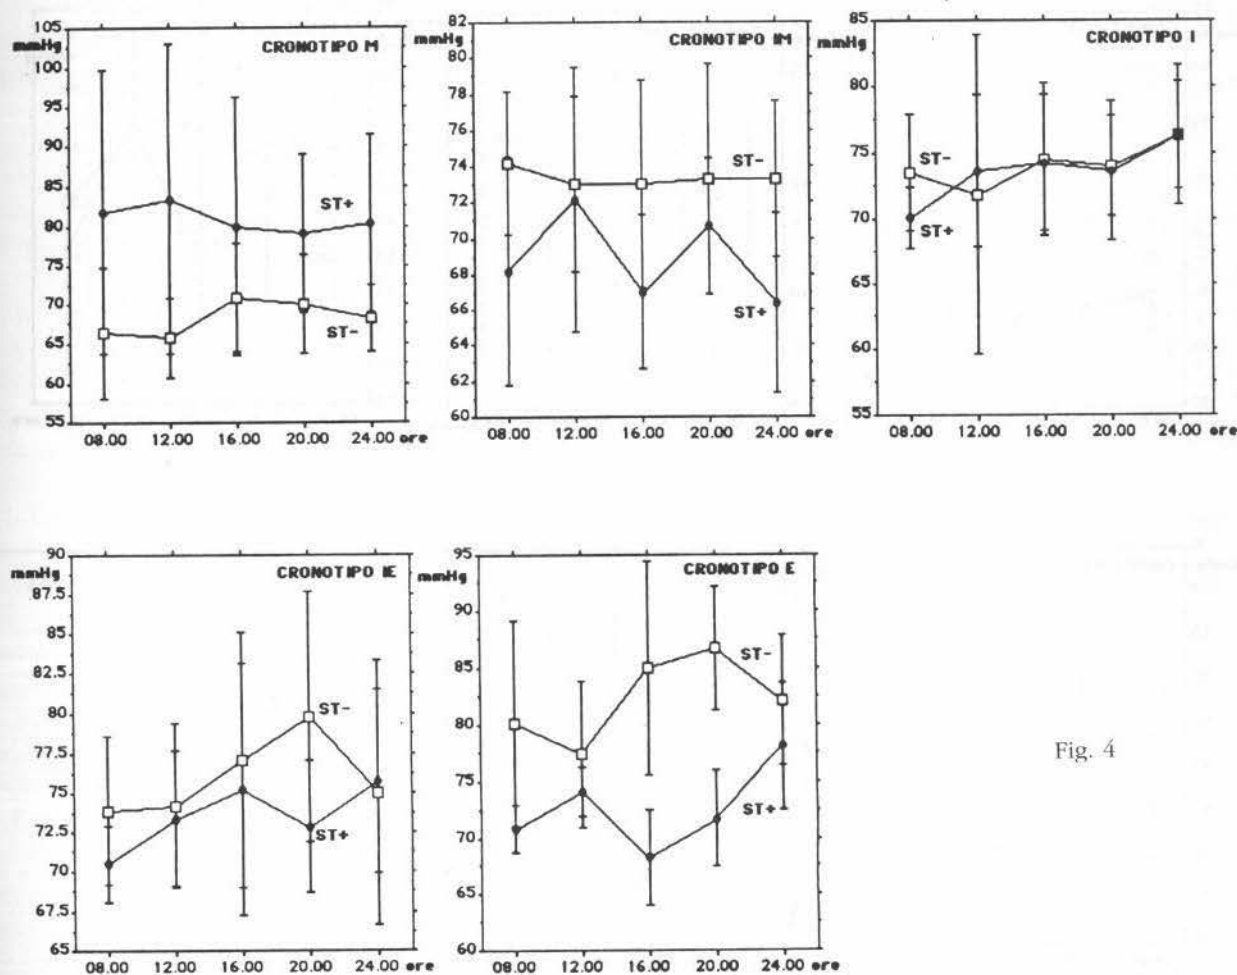 105
mmHg
CRONOTIPO M
100
95
90
85
80
75
70
65
60
55
ST+
ST-
08.00 12.00 16.00 20.00 24.00 ore
82
mmHg
CRONOTIPO IM
80
78
76
74
72
70
68
66
64
62
60
ST-
ST+
08.00 12.00 16.00 20.00 24.00 ore
85
mmHg
CRONOTIPO I
80
75
70
65
60
55
ST-
ST+
08.00 12.00 16.00 20.00 24.00 ore
90
mmHg
CRONOTIPO IE
87.5
85
82.5
80
77.5
75
72.5
70
67.5
65
ST-
ST+
08.00 12.00 16.00 20.00 24.00 ore
95
mmHg
CRONOTIPO E
90
85
80
75
70
65
60
ST-
ST+
08.00 12.00 16.00 20.00 24.00 ore
Fig. 4